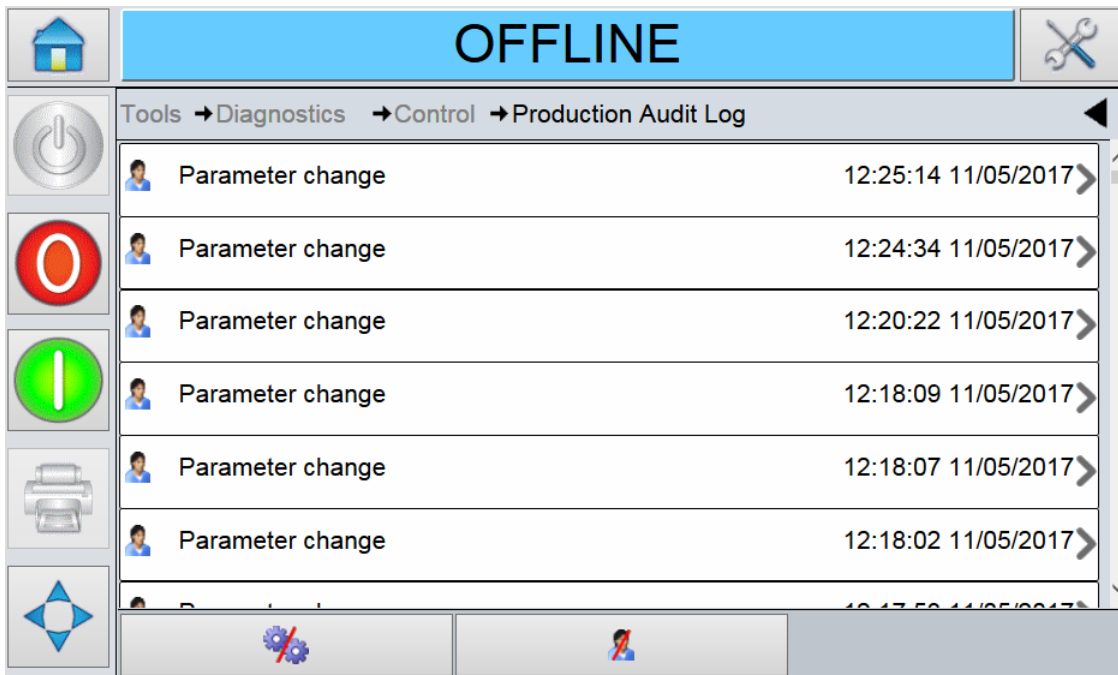 OFFLINE
Tools ➔Diagnostics ➔Control ➔Production Audit Log
Parameter change 12:25:14 11/05/2017
Parameter change 12:24:34 11/05/2017
Parameter change 12:20:22 11/05/2017
Parameter change 12:18:09 11/05/2017
Parameter change 12:18:07 11/05/2017
Parameter change 12:18:02 11/05/2017